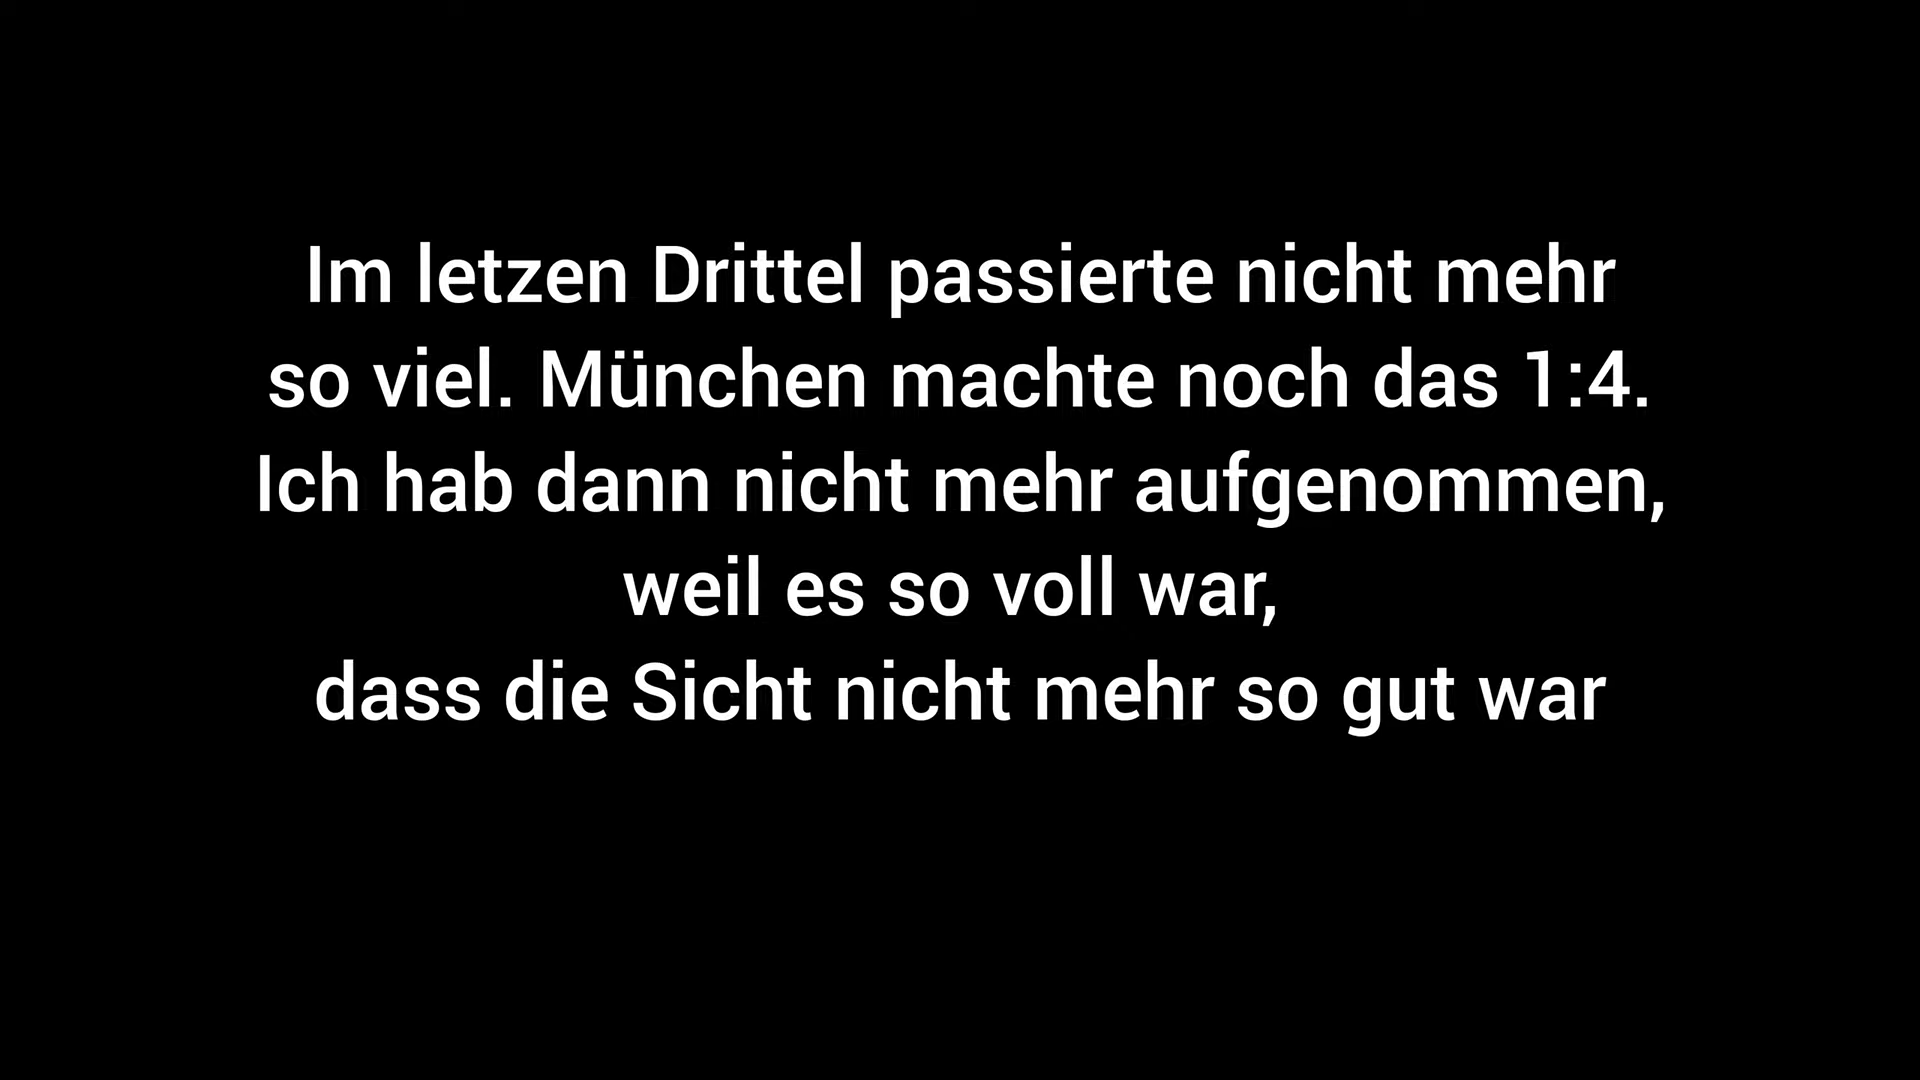 Im letzen Drittel passierte nicht mehr
so viel. München machte noch das 1:4.
Ich hab dann nicht mehr aufgenommen,
weil es so voll war,
dass die Sicht nicht mehr so gut war